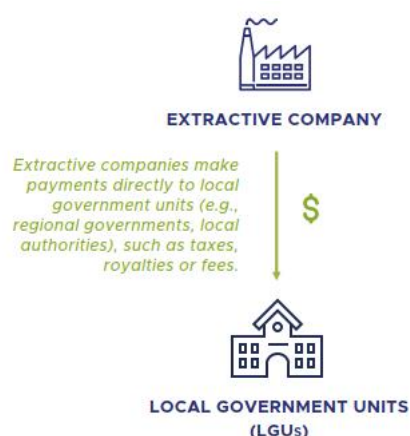 EXTRACTIVE COMPANY
Extractive companies make
payments directly to local
government units (e.g.,
regional governments, local
authorities), such as taxes,
royalties or fees.
$
LOCAL GOVERNMENT UNITS
(LGUs)